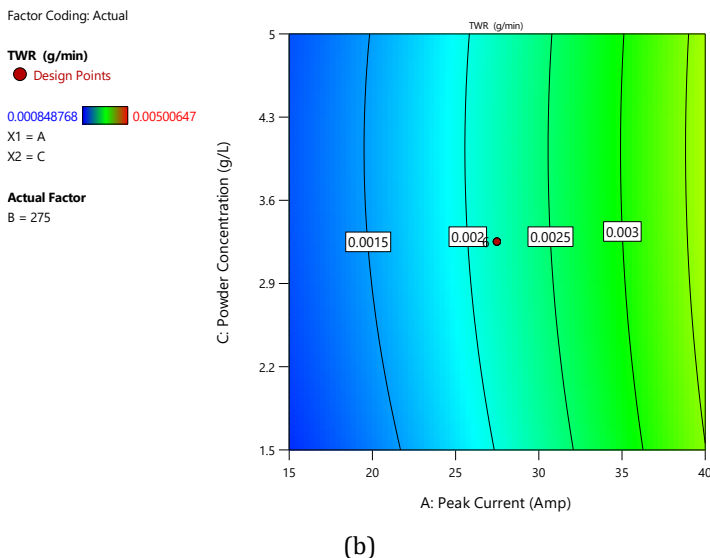 Factor Coding: Actual
TWR (g/min)
Design Points
0.000848768 0.00500647
X1 = A
X2 = C
Actual Factor
B = 275
TWR (g/min)
C: Powder Concentration (g/L)
5
4.3
3.6
2.9
2.2
1.5
0.0015 0.002 6 0.0025 0.003
15 20 25 30 35 40
A: Peak Current (Amp)
(b)